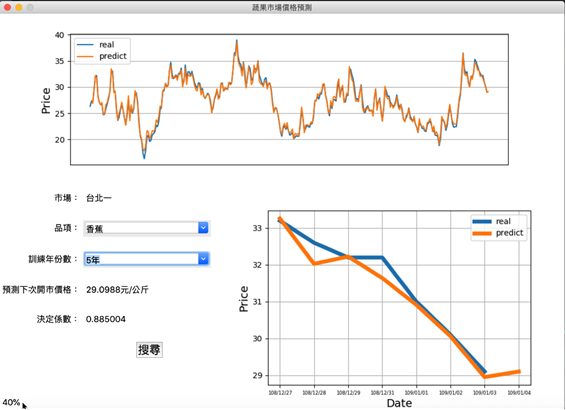 蔬果市場價格預測
real
predict
40
35
30
25
20
Price
市場： 台北一
品項： 香蕉
訓練年份數： 5年
預測下次開市價格： 29.0988元/公斤
決定係數： 0.885004
搜尋
40%
real
predict
33
32
31
30
29
Price
108/12/27 108/12/28 108/12/29 108/12/31 109/01/01 109/01/02 109/01/03 109/01/04
Date